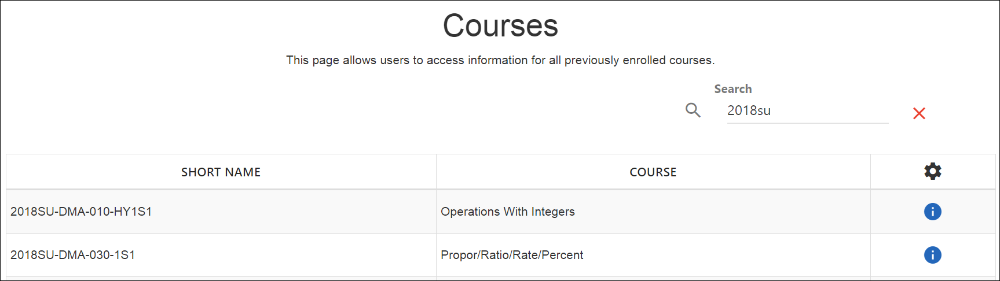 Courses
This page allows users to access information for all previously enrolled courses.
Search
2018su
SHORT NAME COURSE
2018SU-DMA-010-HY1S1 Operations With Integers
2018SU-DMA-030-1S1 Propor/Ratio/Rate/Percent